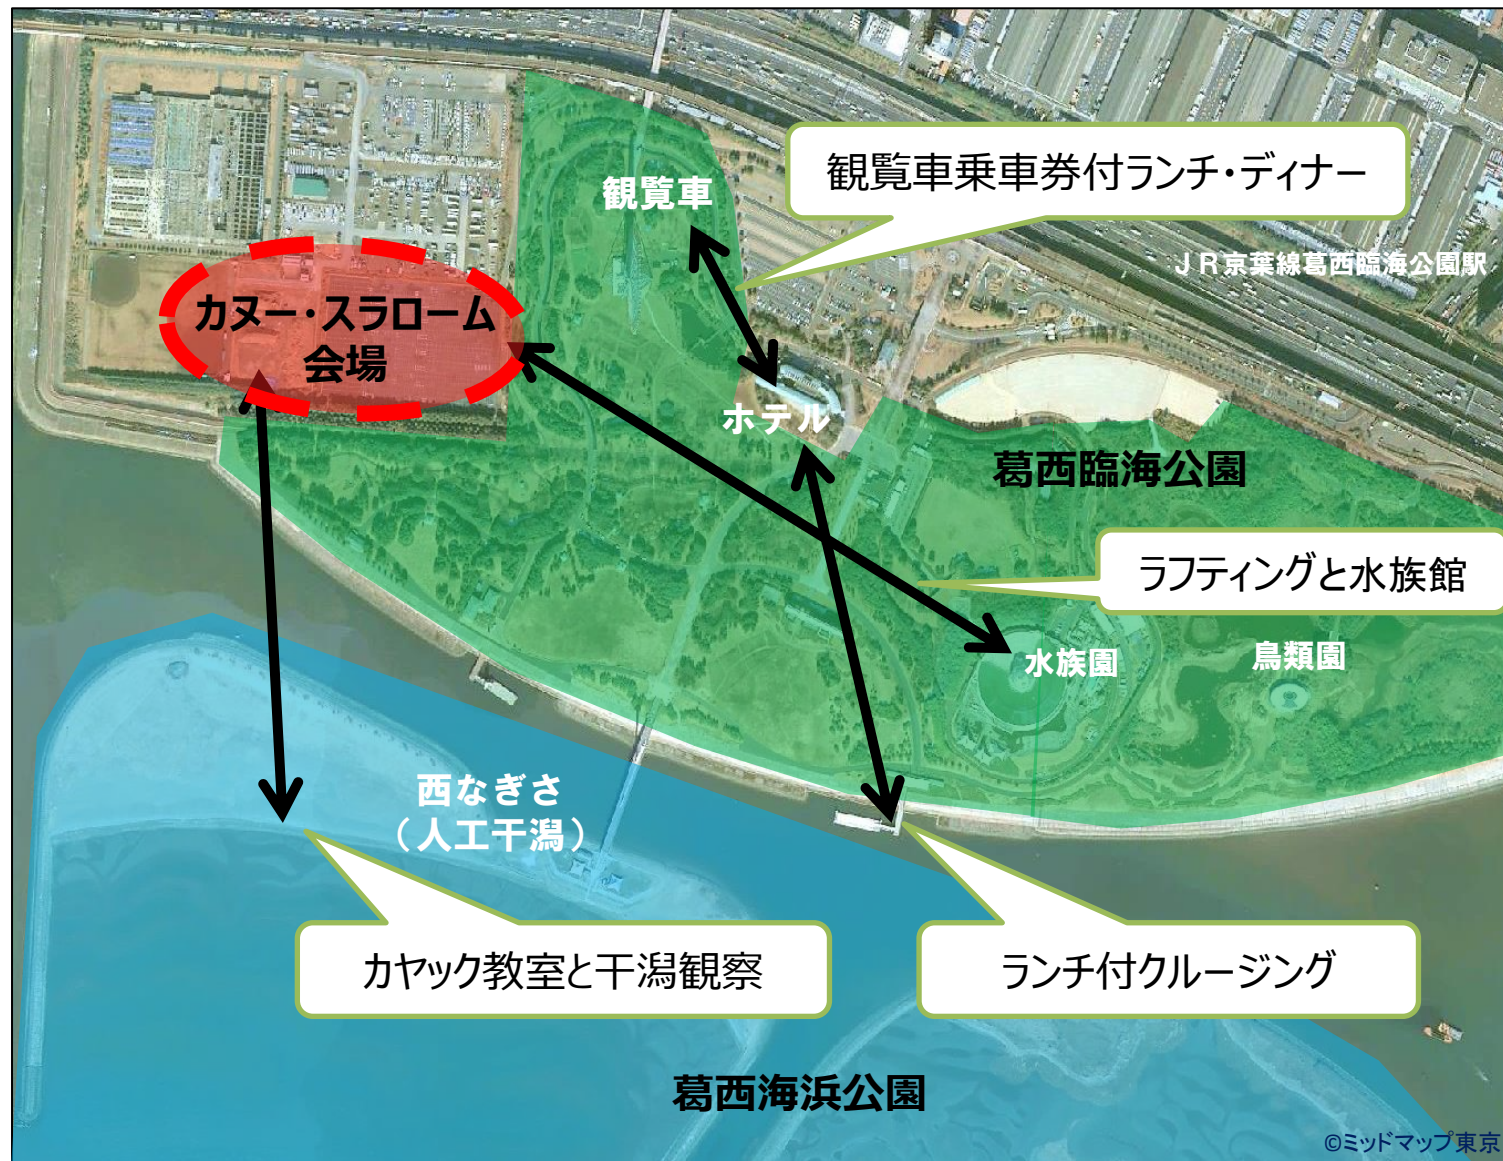 観覧車乗車券付ランチ・ディナー
観覧車
JR京葉線葛西臨海公園駅
カヌー・スラローム
会場
ホテル
葛西臨海公園
ラフティングと水族館
水族園
鳥類園
西なぎさ
（人工干潟）
カヤック教室と干潟観察
ランチ付クルージング
葛西海浜公園
©ミッドマップ東京